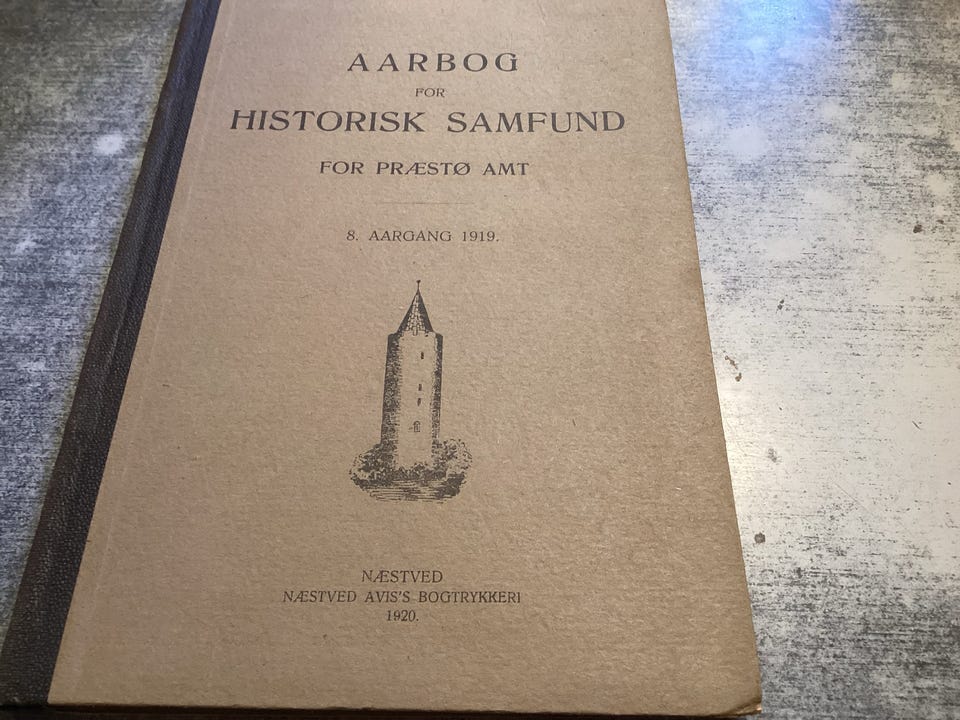 AARBOG
FOR
HISTORISK SAMFUND
FOR PRÆSTØ AMT
8. AARGANG 1919.
NÆSTVED
NÆSTVED AVIS'S BOGTRYKKERI
1920.